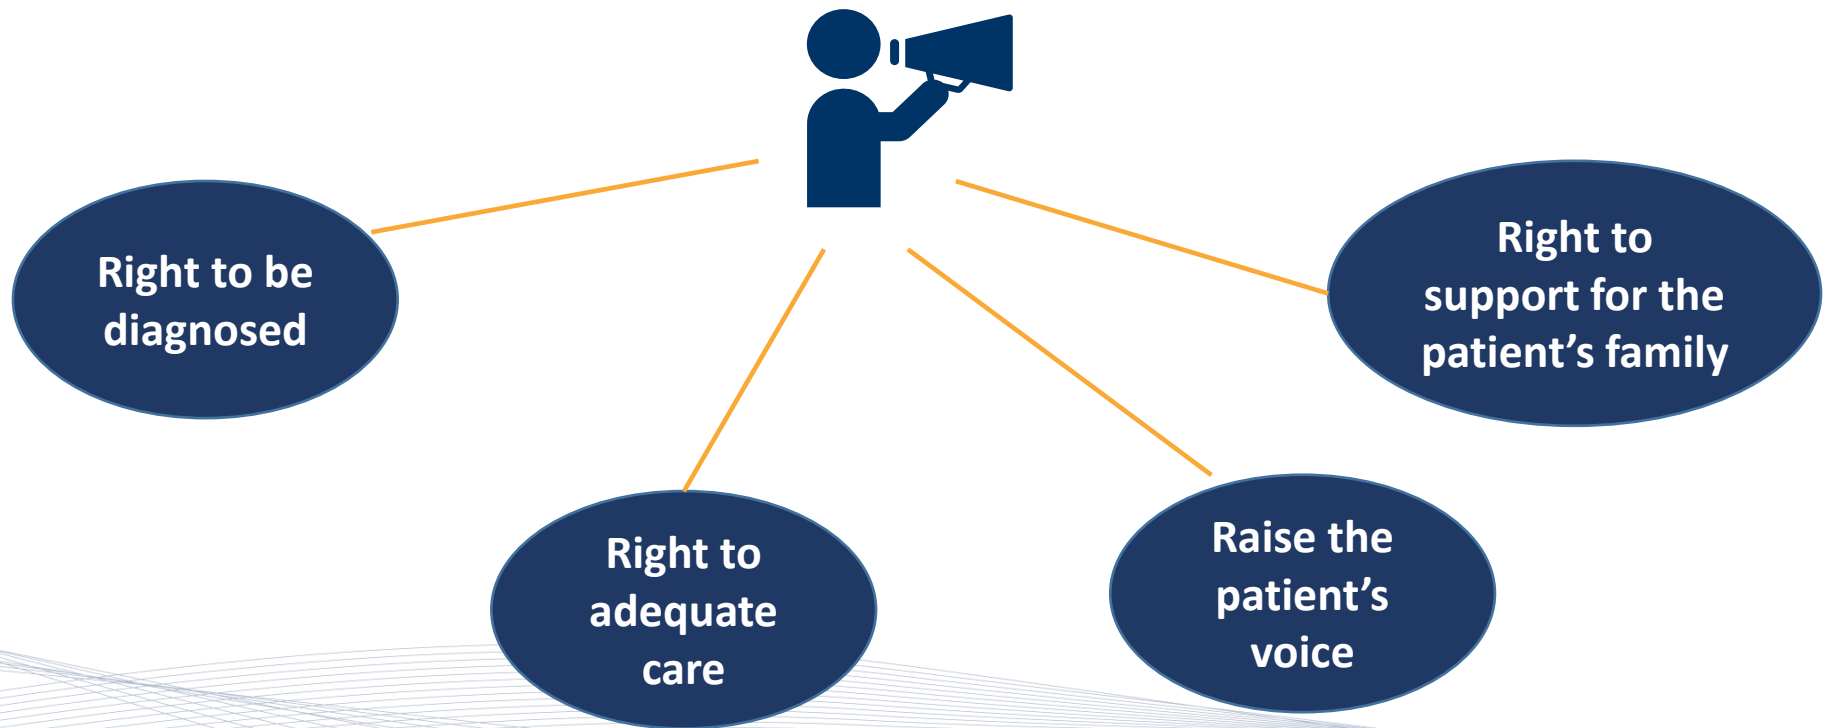 Right to be
diagnosed
Right to
adequate
care
Raise the
patient’s
voice
Right to
support for the
patient’s family